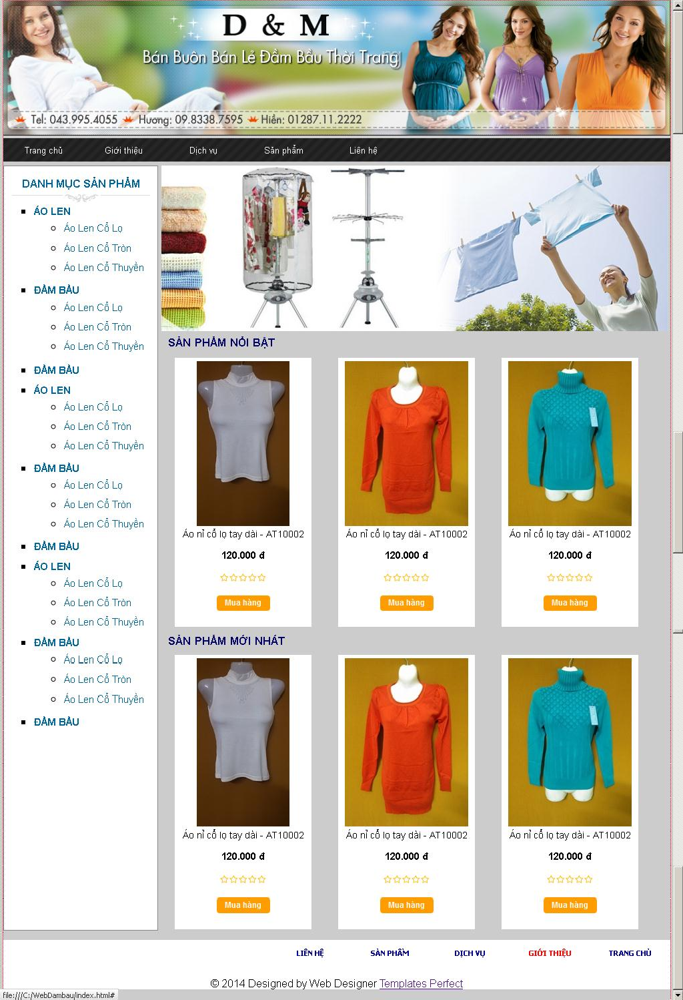 D & M
Bán Buôn Bán Lẻ Đầm Bầu Thời Trang
Tel: 043.995.4055 Hương: 09.8338.7595 Hiền: 01287.11.2222
Trang chủ Giới thiệu Dịch vụ Sản phẩm Liên hệ
DANH MỤC SẢN PHẨM
ÁO LEN
Áo Len Cổ Lọ
Áo Len Cổ Tròn
Áo Len Cổ Thuyền
ĐẦM BẦU
Áo Len Cổ Lọ
Áo Len Cổ Tròn
Áo Len Cổ Thuyền
ĐẦM BẦU
ÁO LEN
Áo Len Cổ Lọ
Áo Len Cổ Tròn
Áo Len Cổ Thuyền
ĐẦM BẦU
Áo Len Cổ Lọ
Áo Len Cổ Tròn
Áo Len Cổ Thuyền
ĐẦM BẦU
ÁO LEN
Áo Len Cổ Lọ
Áo Len Cổ Tròn
Áo Len Cổ Thuyền
ĐẦM BẦU
Áo Len Cổ Lọ
Áo Len Cổ Tròn
Áo Len Cổ Thuyền
ĐẦM BẦU
SẢN PHẨM NỔI BẬT
Áo nỉ cổ lọ tay dài - AT10002 Áo nỉ cổ lọ tay dài - AT10002 Áo nỉ cổ lọ tay dài - AT10002
120.000 đ 120.000 đ 120.000 đ
Mua hàng Mua hàng Mua hàng
SẢN PHẨM MỚI NHẤT
Áo nỉ cổ lọ tay dài - AT10002 Áo nỉ cổ lọ tay dài - AT10002 Áo nỉ cổ lọ tay dài - AT10002
120.000 đ 120.000 đ 120.000 đ
Mua hàng Mua hàng Mua hàng
LIÊN HỆ SẢN PHẨM DỊCH VỤ GIỚI THIỆU TRANG CHỦ
© 2014 Designed by Web Designer Templates Perfect
file:///C:/WebDambau/index.html#